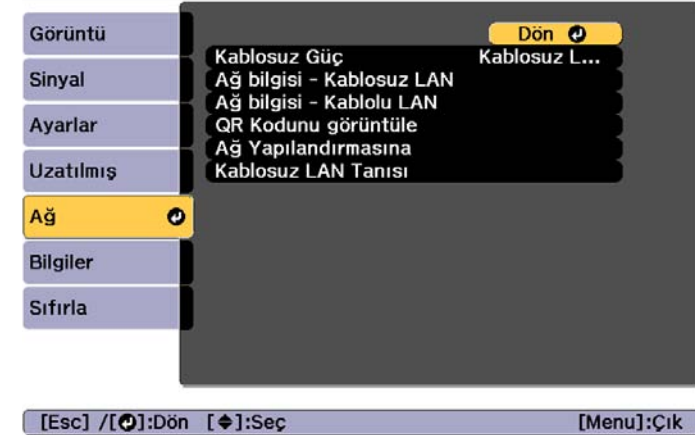 Görüntü
Sinyal
Ayarlar
Uzatılmış
Ağ
Bilgiler
Sıfırla
Dön
Kablosuz Güç Kablosuz L...
Ağ bilgisi - Kablosuz LAN
Ağ bilgisi - Kablolu LAN
QR Kodunu görüntüle
Ağ Yapılandırmasına
Kablosuz LAN Tanısı
[Esc] /[]:Dön []:Seç [Menu]:Çık